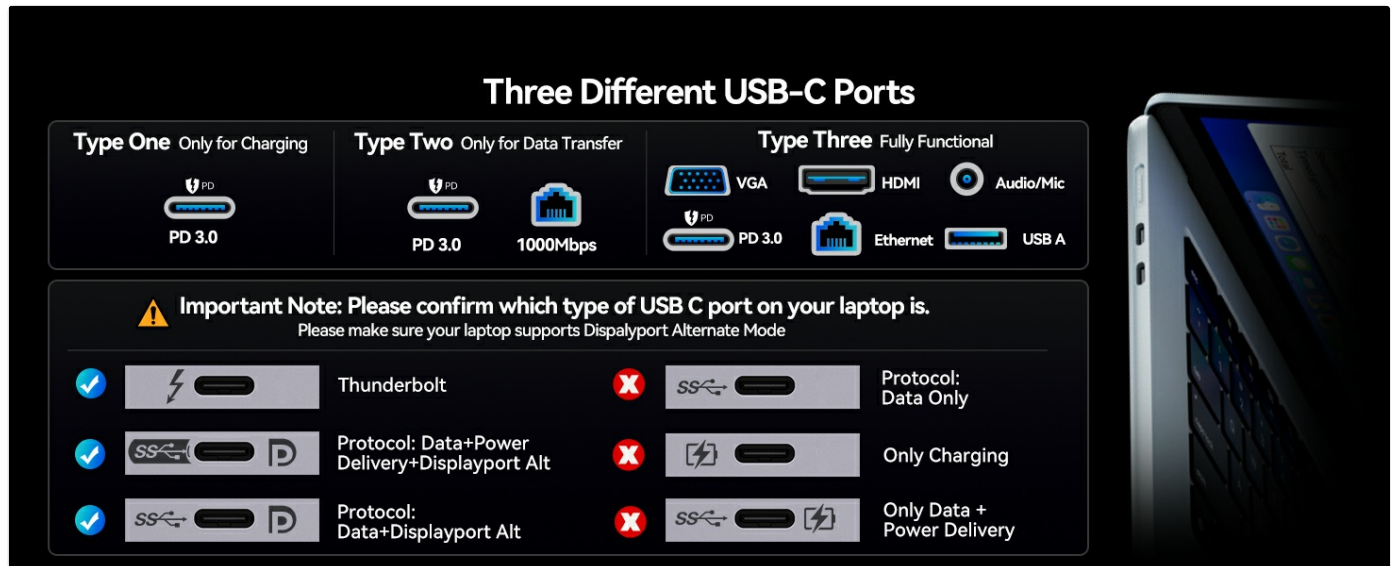 Three Different USB-C Ports
Type One Only for Charging
PD
PD 3.0
Type Two Only for Data Transfer
PD
PD 3.0
1000Mbps
Type Three Fully Functional
VGA
HDMI
Audio/Mic
PD
PD 3.0
Ethernet
USB A
Important Note: Please confirm which type of USB C port on your laptop is.
Please make sure your laptop supports Dispalyport Alternate Mode
Thunderbolt
SS
Protocol: Data+Power
Delivery+Displayport Alt
SS
Protocol:
Data+Displayport Alt
SS
Protocol:
Data Only
Only Charging
SS
Only Data +
Power Delivery